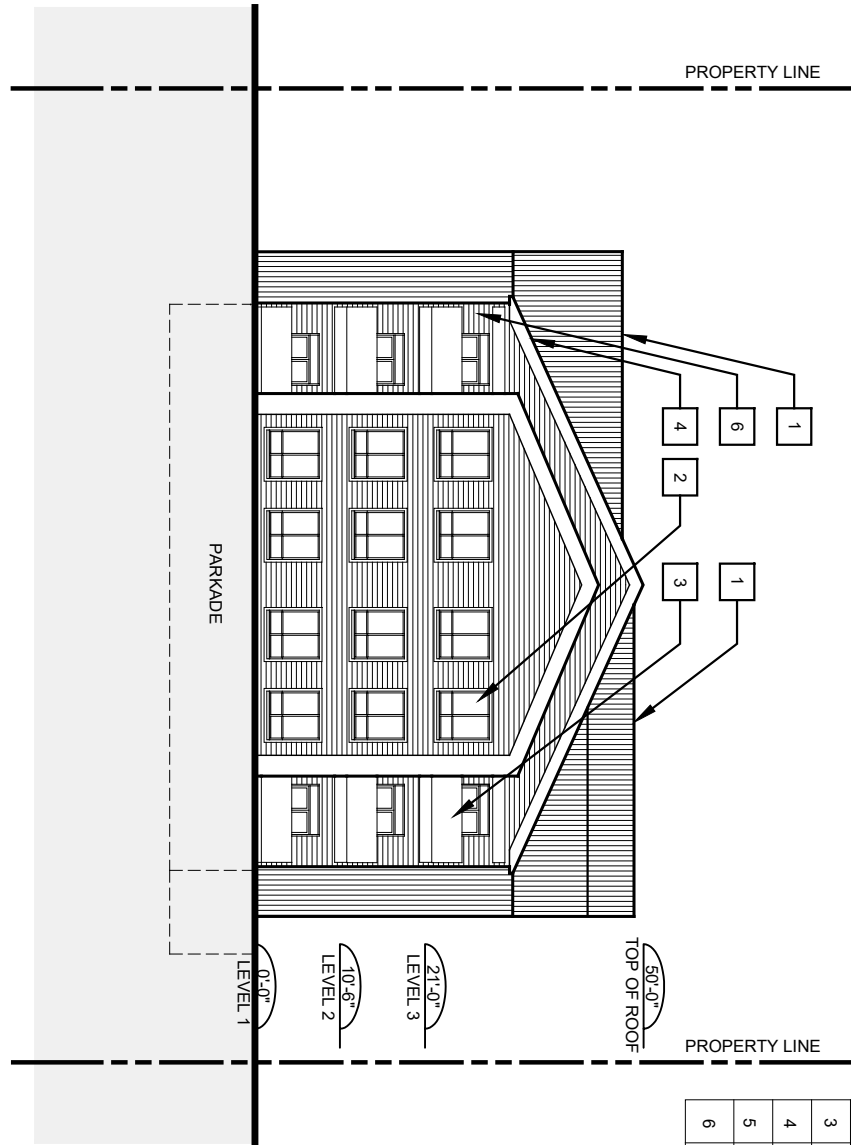 PROPERTY LINE
1
6
4
2
1
3
PARKADE
50'-0"
TOP OF ROOF
21'-0"
LEVEL 3
10'-6"
LEVEL 2
0'-0"
LEVEL 1
PROPERTY LINE
3
4
5
6